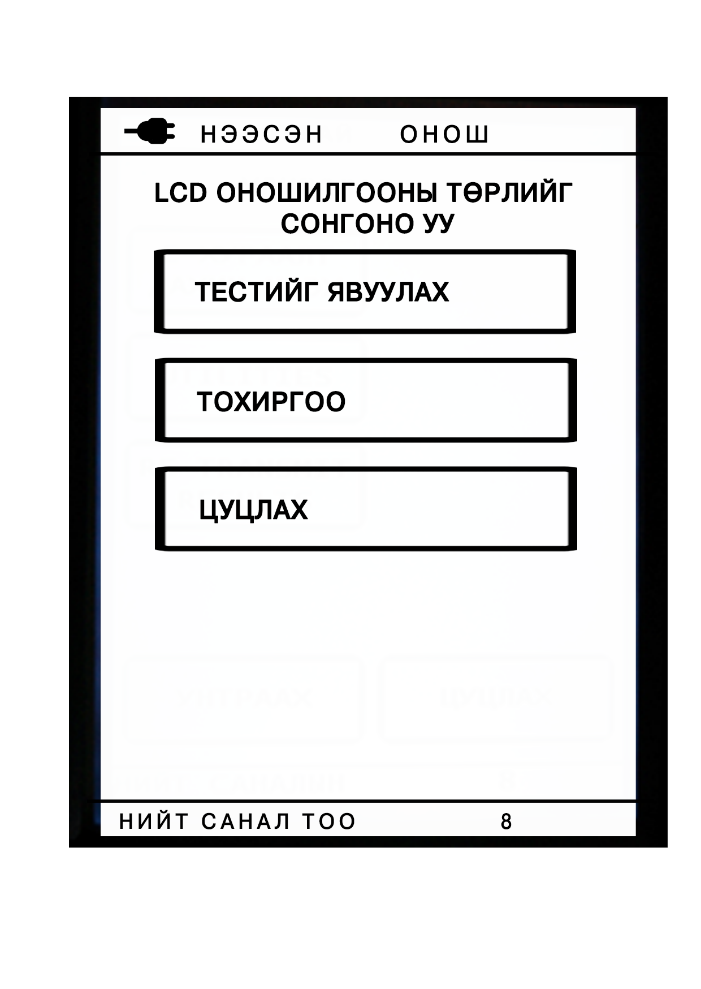 НЭЭСЭН ОНОШ
LCD ОНОШИЛГООНЫ ТӨРЛИЙГ
СОНГОНО УУ
ТЕСТИЙГ ЯВУУЛАХ
ТОХИРГОО
ЦУЦЛАХ
НИЙТ САНАЛ ТОО 8